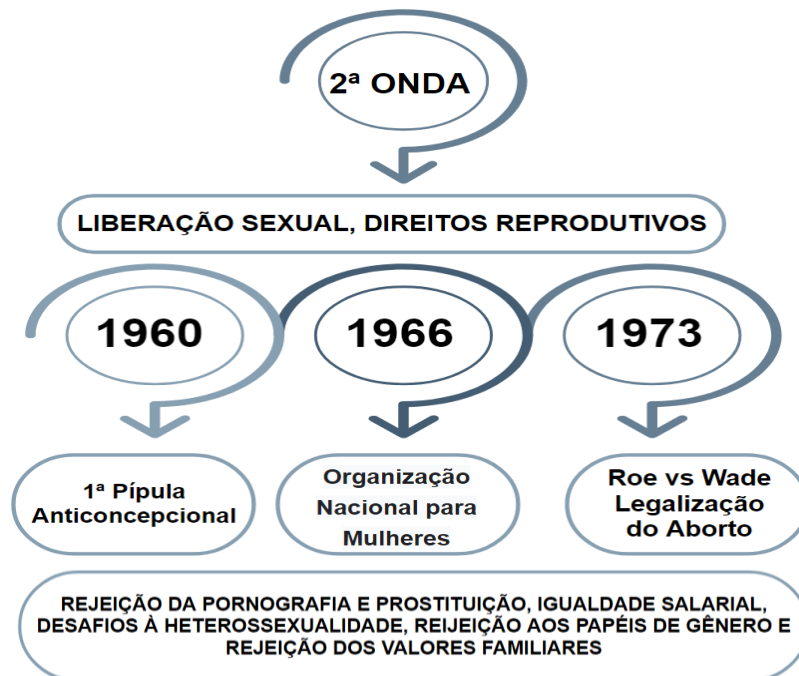 2ª ONDA
LIBERAÇÃO SEXUAL, DIREITOS REPRODUTIVOS
1960
1966
1973
1ª Pípula
Anticoncepcional
Organização
Nacional para
Mulheres
Roe vs Wade
Legalização
do Aborto
REJEIÇÃO DA PORNOGRAFIA E PROSTITUIÇÃO, IGUALDADE SALARIAL,
DESAFIOS À HETEROSSEXUALIDADE, REIJEIÇÃO AOS PAPÉIS DE GÊNERO E
REJEIÇÃO DOS VALORES FAMILIARES